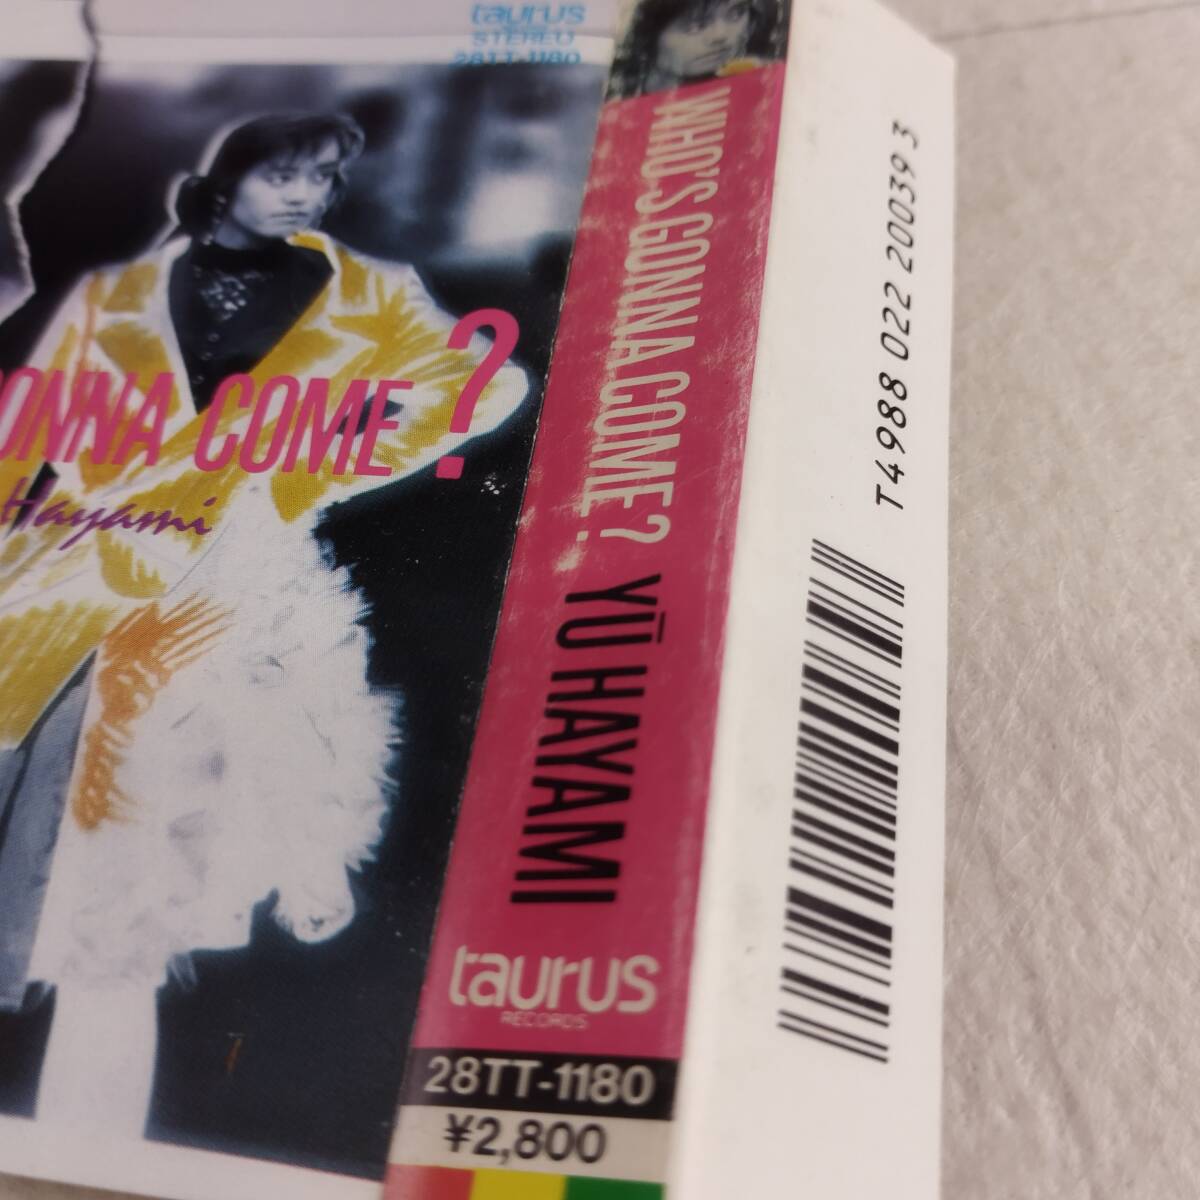 taurus
STEREO
28TT-1180
GONNA COME?
Hayami
WHO'S GONNA COME? YŪ HAYAMI
taurus
RECORDS
28TT-1180
¥2,800
T4988 022 200393